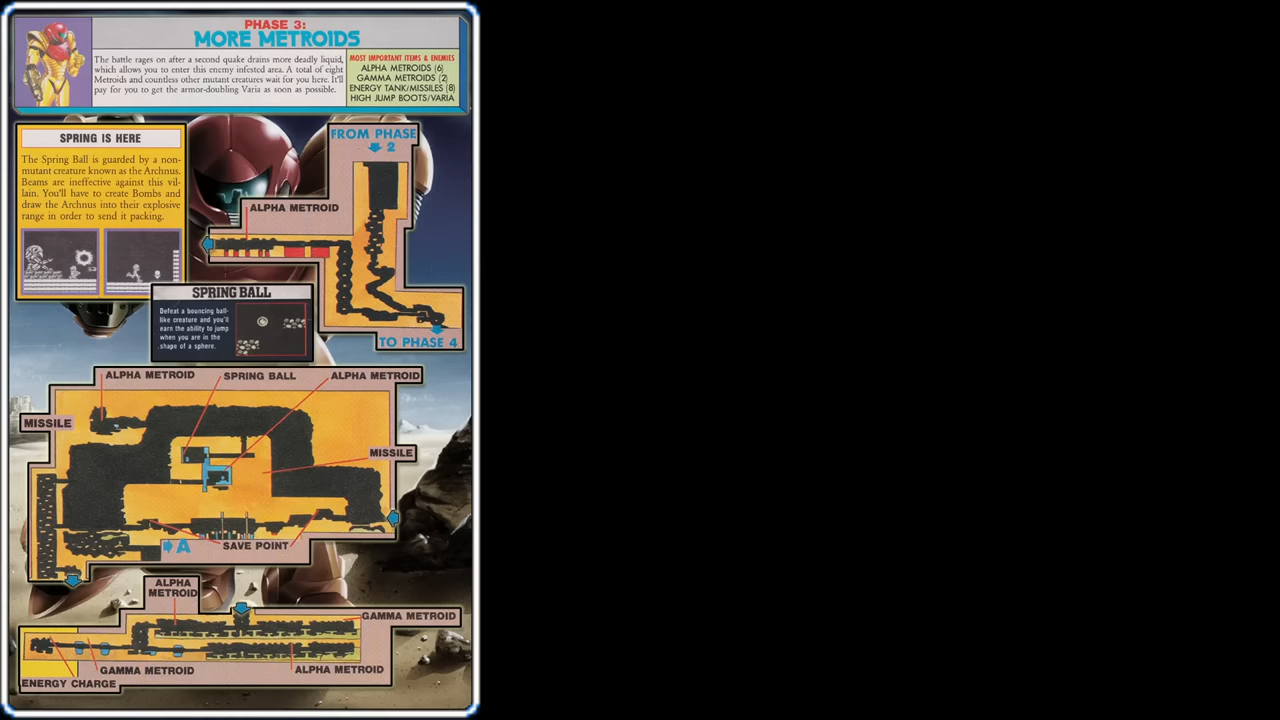 PHASE 3:
MORE METROIDS
The battle rages on after a second quake drains more deadly liquid,
which allows you to enter this enemy infested area. A total of eight
Metroids and countless other mutant creatures wait for you here. It'll
pay for you to get the armor-doubling Varia as soon as possible.
MOST IMPORTANT ITEMS & ENEMIES
ALPHA METROIDS (6)
GAMMA METROIDS (2)
ENERGY TANK/MISSILES (8)
HIGH JUMP BOOTS/VARIA
SPRING IS HERE
The Spring Ball is guarded by a non-
mutant creature known as the Archnus.
Beams are ineffective against this vil-
lain. You'll have to create Bombs and
draw the Archnus into their explosive
range in order to send it packing.
FROM PHASE
2
ALPHA METROID
SPRING BALL
Defeat a bouncing ball-
like creature and you'll
earn the ability to jump
when you are in the
shape of a sphere.
TO PHASE 4
ALPHA METROID
SPRING BALL
ALPHA METROID
MISSILE
MISSILE
A
SAVE POINT
ALPHA
METROID
GAMMA METROID
GAMMA METROID
ALPHA METROID
ENERGY CHARGE